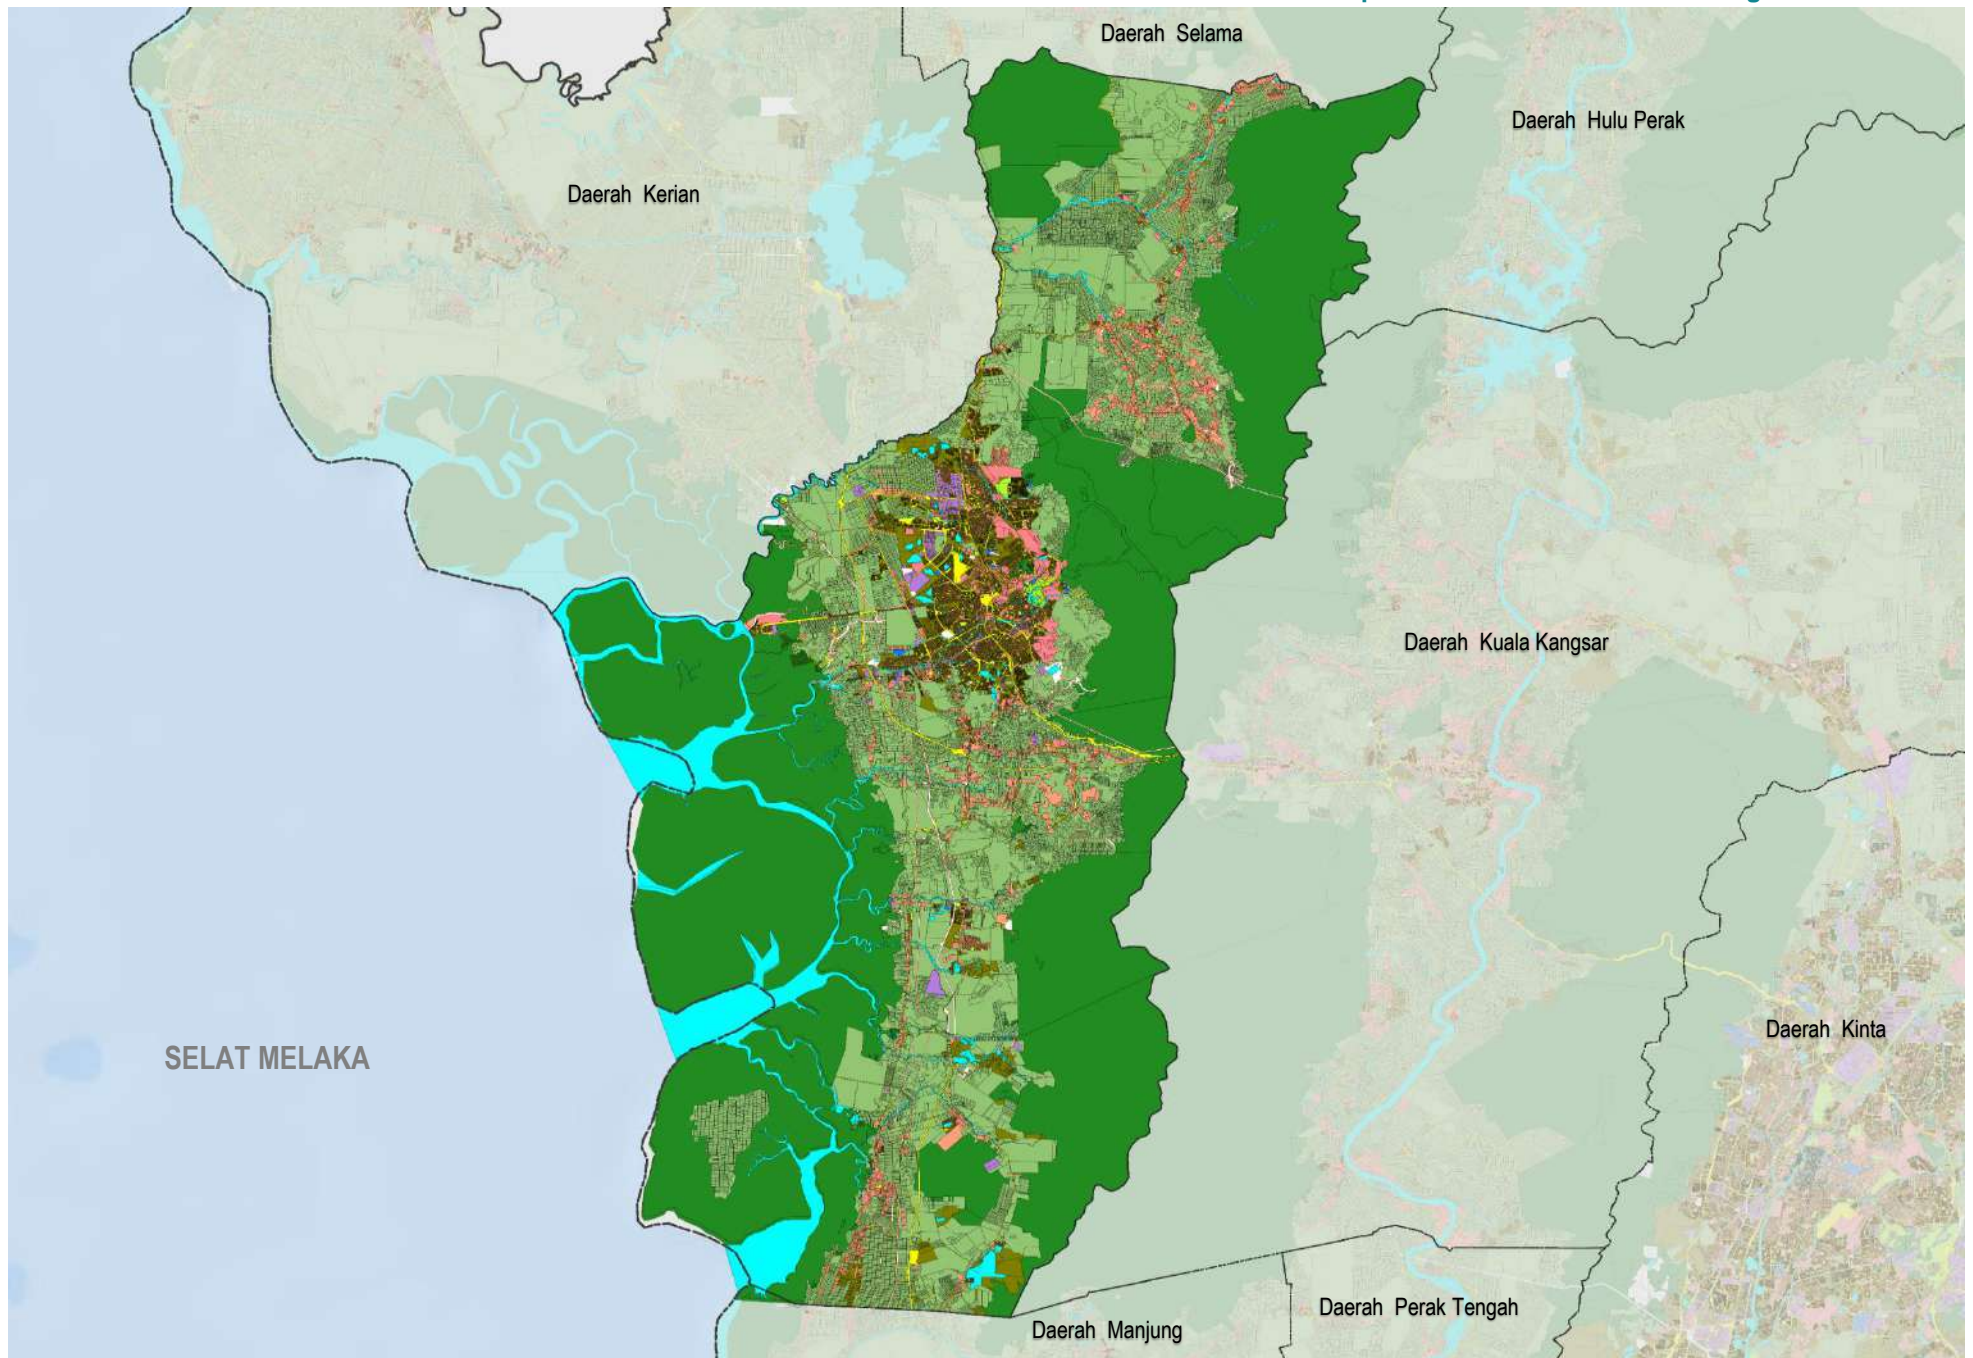 Daerah Selama
Daerah Hulu Perak
Daerah Kerian
Daerah Kuala Kangsar
Daerah Kinta
SELAT MELAKA
Daerah Perak Tengah
Daerah Manjung